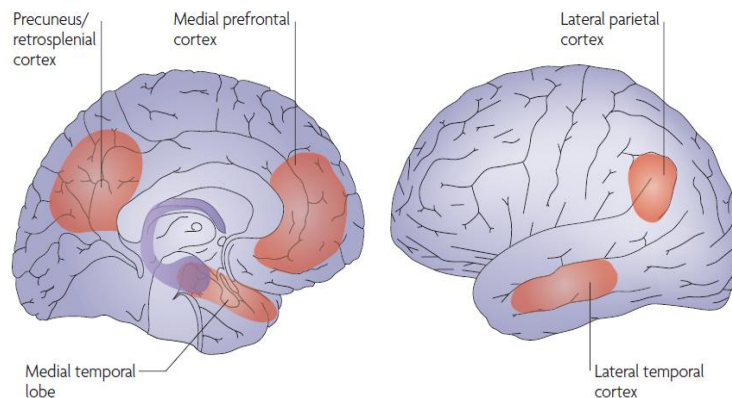 Precuneus/
retrosplenial
cortex
Medial prefrontal
cortex
Lateral parietal
cortex
Medial temporal
lobe
Lateral temporal
cortex